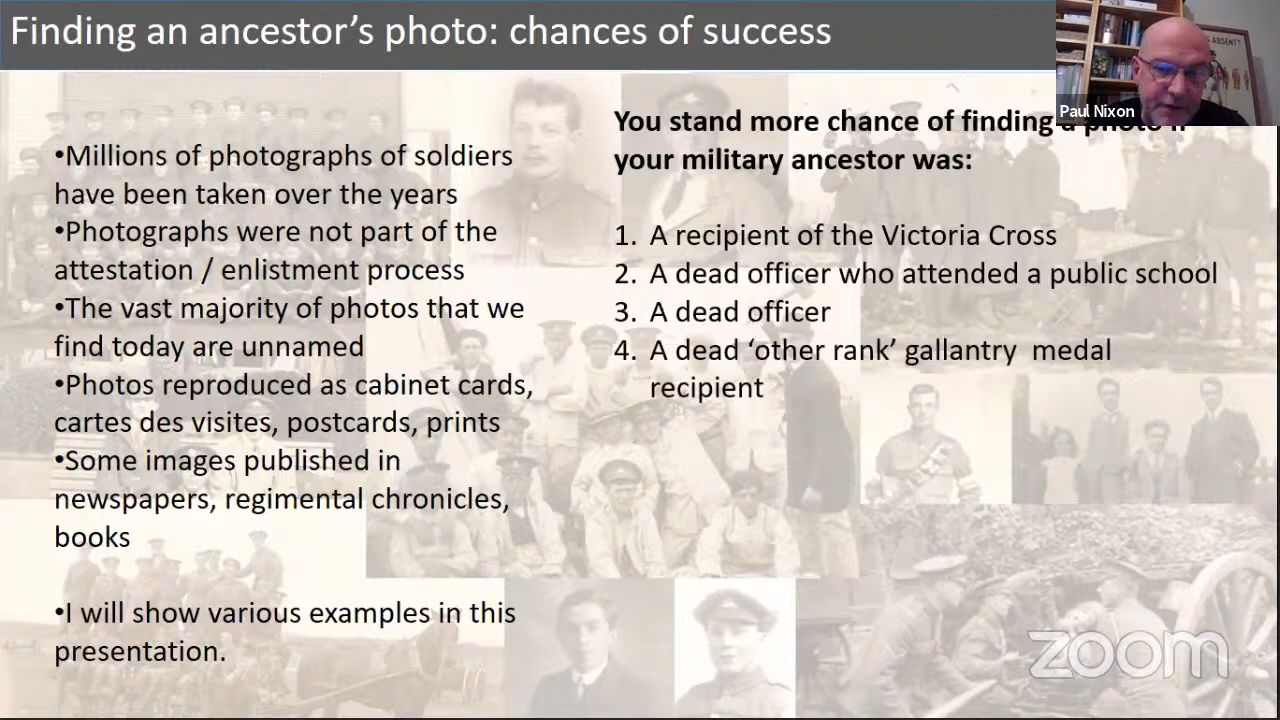 Finding an ancestor's photo: chances of success
S ABSENT?
Paul Nixon
•Millions of photographs of soldiers
have been taken over the years
•Photographs were not part of the
attestation / enlistment process
•The vast majority of photos that we
find today are unnamed
•Photos reproduced as cabinet cards,
cartes des visites, postcards, prints
•Some images published in
newspapers, regimental chronicles,
books
•I will show various examples in this
presentation.
You stand more chance of finding a photo if
your military ancestor was:
1. A recipient of the Victoria Cross
2. A dead officer who attended a public school
3. A dead officer
4. A dead ‘other rank’ gallantry medal
recipient
zoom